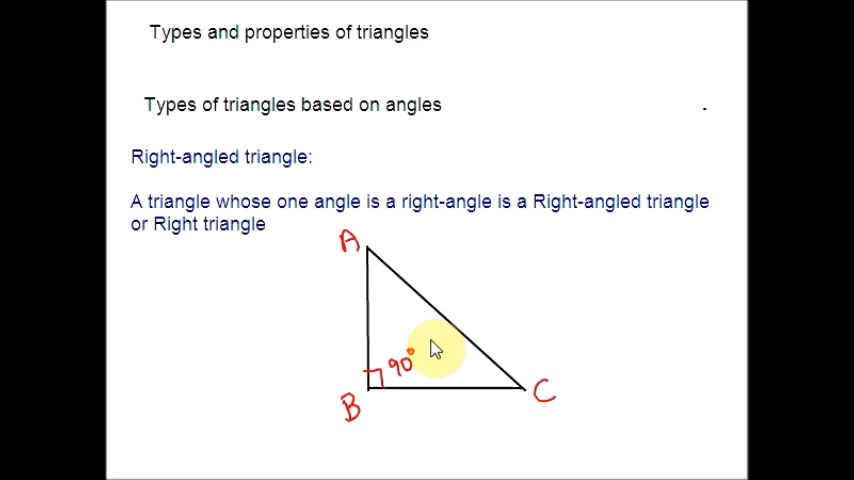 Types and properties of triangles
Types of triangles based on angles
Right-angled triangle:
A triangle whose one angle is a right-angle is a Right-angled triangle
or Right triangle
A
90°
B
C